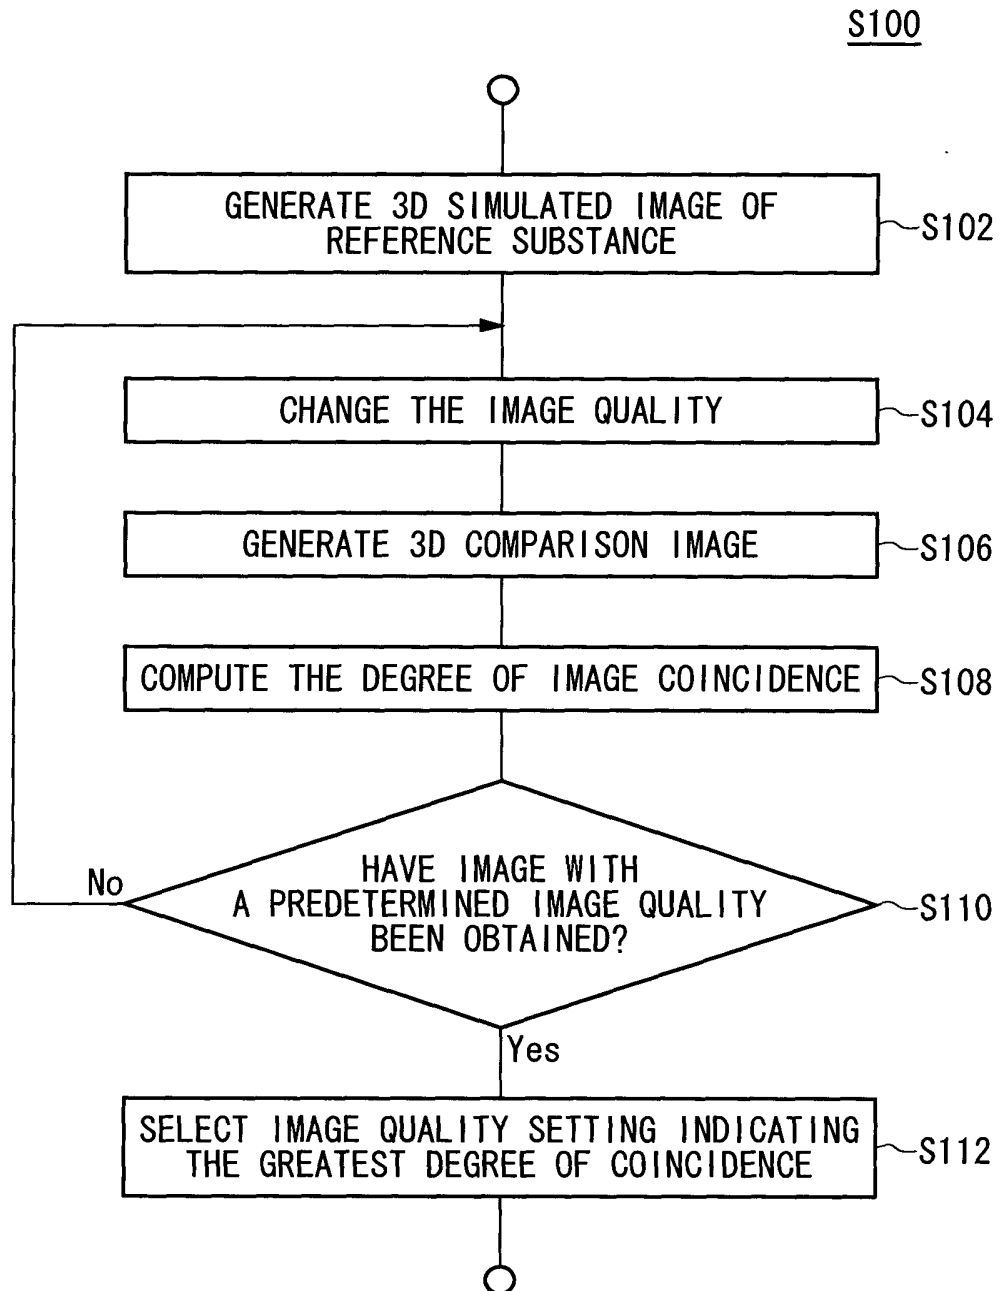 S100
GENERATE 3D SIMULATED IMAGE OF
REFERENCE SUBSTANCE
S102
CHANGE THE IMAGE QUALITY
S104
GENERATE 3D COMPARISON IMAGE
S106
COMPUTE THE DEGREE OF IMAGE COINCIDENCE
S108
HAVE IMAGE WITH
A PREDETERMINED IMAGE QUALITY
BEEN OBTAINED?
S110
No
Yes
SELECT IMAGE QUALITY SETTING INDICATING
THE GREATEST DEGREE OF COINCIDENCE
S112